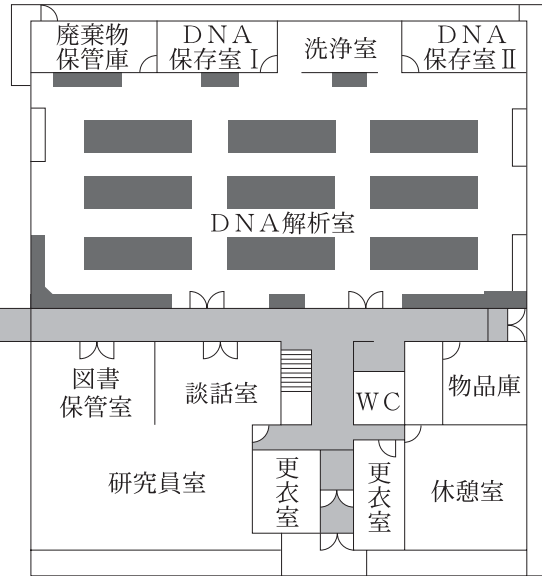 廃棄物
保管庫
ＤＮＡ
保存室Ⅰ
洗浄室
ＤＮＡ
保存室Ⅱ
ＤＮＡ解析室
図書
保管室
談話室
ＷＣ
物品庫
研究員室
更衣室
更衣室
休憩室